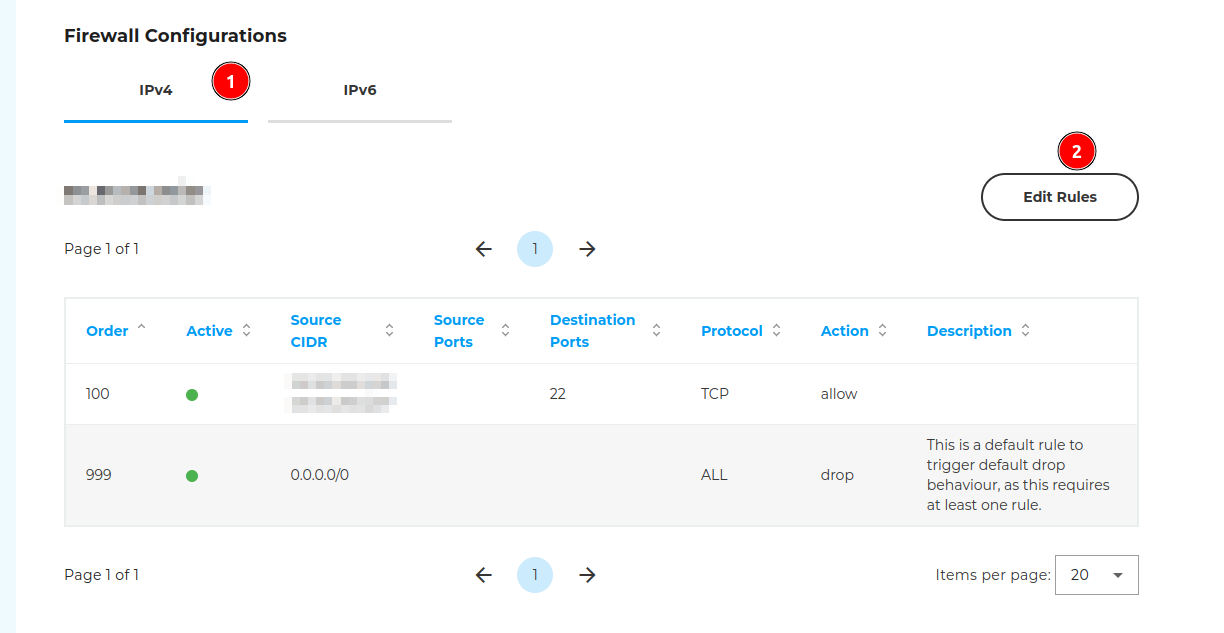 Firewall Configurations
IPv4
1
IPv6
2
Edit Rules
Page 1 of 1
1
Order
Active
Source
CIDR
Source
Ports
Destination
Ports
Protocol
Action
Description
100
22
TCP
allow
999
0.0.0.0/0
ALL
drop
This is a default rule to
trigger default drop
behaviour, as this requires
at least one rule.
Page 1 of 1
1
Items per page:
20